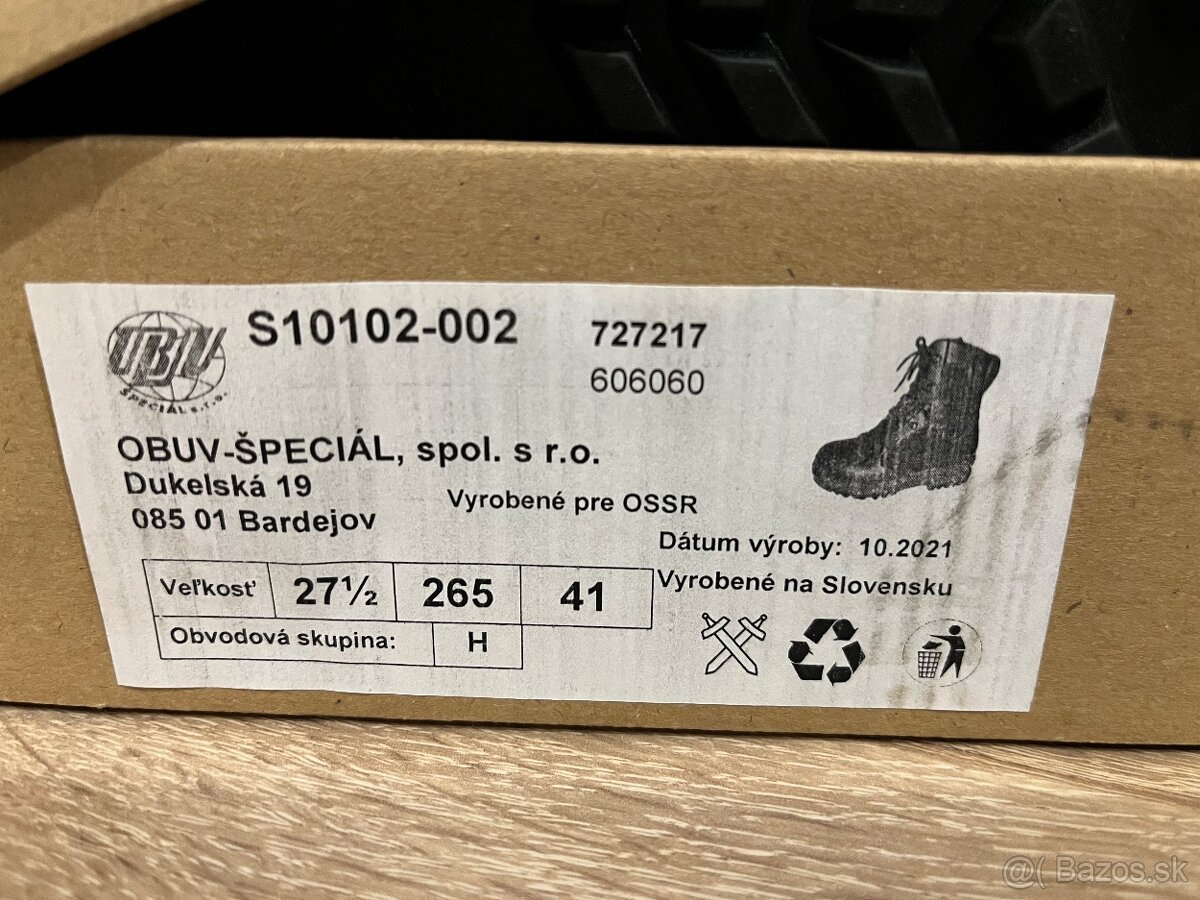 S10102-002
727217
606060
ŠPECIÁL s.r.o.
OBUV-ŠPECIÁL, spol. s r.o.
Dukelská 19
085 01 Bardejov
Vyrobené pre OSSR
Dátum výroby: 10.2021
Vyrobené na Slovensku
Veľkosť 27½ 265 41
Obvodová skupina: H
@( Bazos.sk